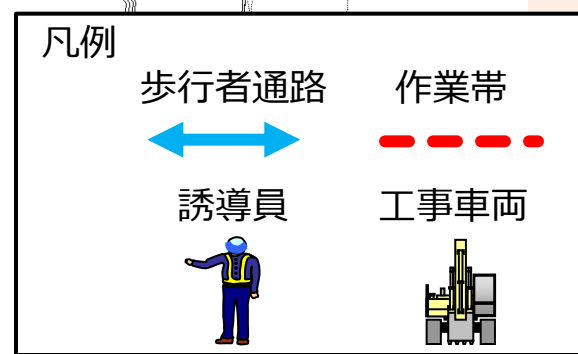 凡例
歩行者通路 作業帯
誘導員 工事車両